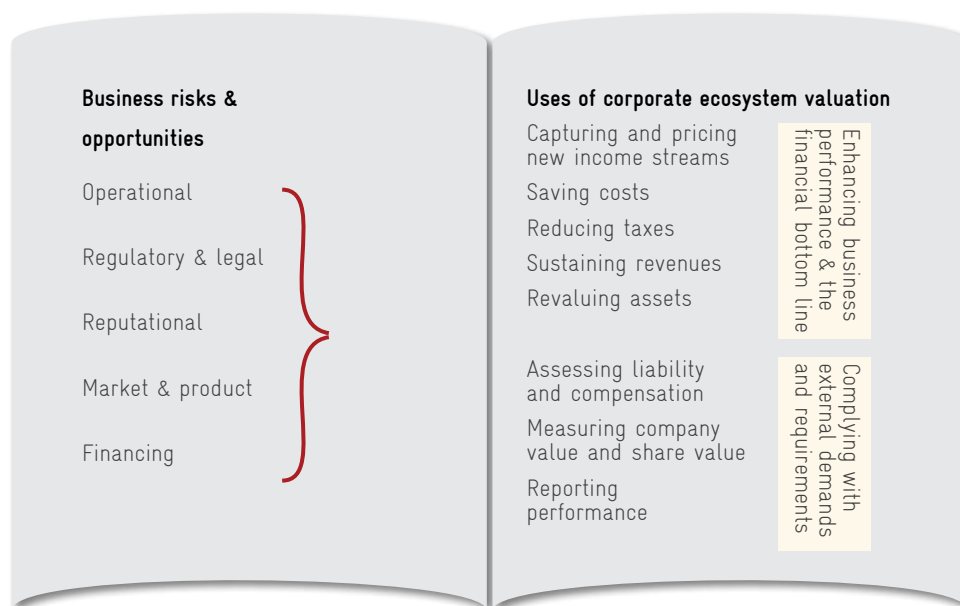 Business risks &
opportunities
Operational
Regulatory & legal
Reputational
Market & product
Financing
Uses of corporate ecosystem valuation
Capturing and pricing
new income streams
Saving costs
Reducing taxes
Sustaining revenues
Revaluing assets
Enhancing business
performance & the
financial bottom line
Assessing liability
and compensation
Measuring company
value and share value
Reporting
performance
Complying with
external demands
and requirements